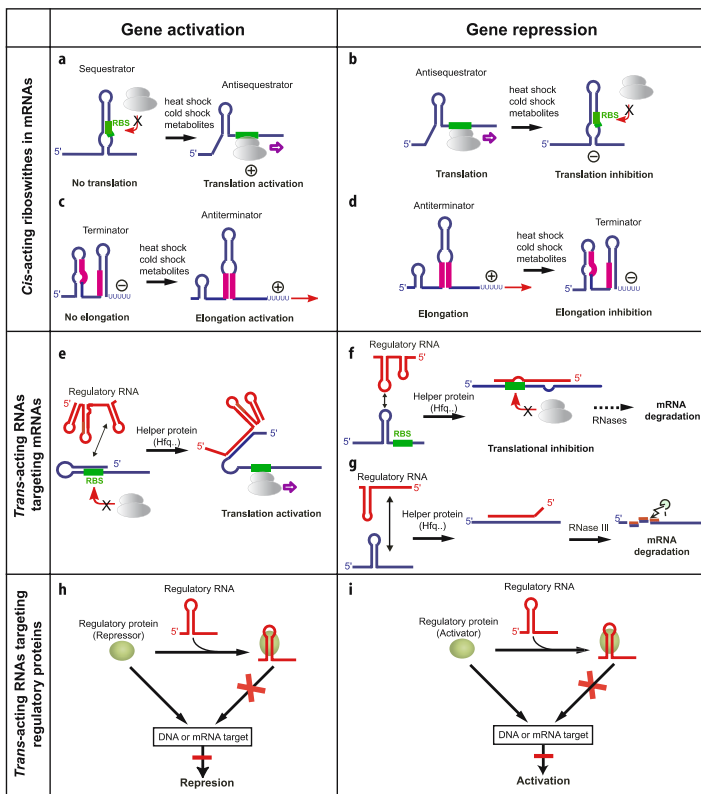 Gene activation
Gene repression
Cis-acting riboswithes in mRNAs
a
Sequestrator
RBS
X
5'
No translation
heat shock
cold shock
metabolites
Antisequestrator
5'
+
Translation activation
b
Antisequestrator
5'
Translation
heat shock
cold shock
metabolites
RBS
X
5'
−
Translation inhibition
c
Terminator
5'
−
UUUUU
No elongation
heat shock
cold shock
metabolites
Antiterminator
5'
+
UUUUU
Elongation activation
d
Antiterminator
5'
+
UUUUU
Elongation
heat shock
cold shock
metabolites
Terminator
5'
−
UUUUU
Elongation inhibition
Trans-acting RNAs
targeting mRNAs
e
Regulatory RNA
5'
5'
RBS
X
Helper protein
(Hfq..)
5'
5'
Translation activation
f
Regulatory RNA
5'
5'
RBS
Helper protein
(Hfq..)
5'
5'
X
Translational inhibition
RNases
mRNA
degradation
g
Regulatory RNA
5'
5'
Helper protein
(Hfq..)
5'
5'
RNase III
5'
mRNA
degradation
Trans-acting RNAs targeting
regulatory proteins
h
Regulatory RNA
Regulatory protein
(Repressor)
5'
DNA or mRNA target
Represion
i
Regulatory RNA
Regulatory protein
(Activator)
5'
DNA or mRNA target
Activation